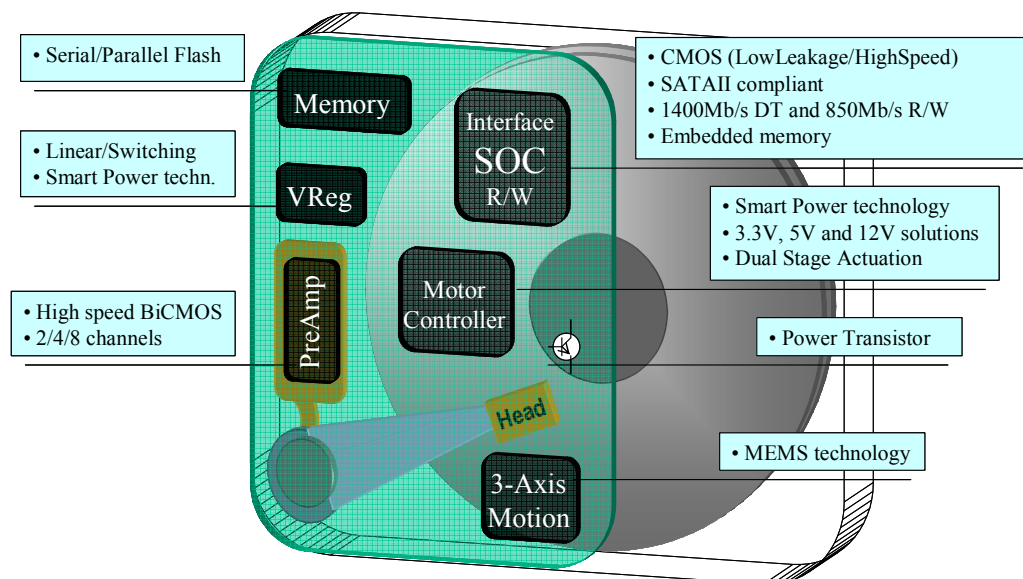 • Serial/Parallel Flash
• Linear/Switching
• Smart Power techn.
• High speed BiCMOS
• 2/4/8 channels
Memory
VReg
PreAmp
Interface
SOC
R/W
Motor
Controller
Head
3-Axis
Motion
• CMOS (LowLeakage/HighSpeed)
• SATAII compliant
• 1400Mb/s DT and 850Mb/s R/W
• Embedded memory
• Smart Power technology
• 3.3V, 5V and 12V solutions
• Dual Stage Actuation
• Power Transistor
• MEMS technology